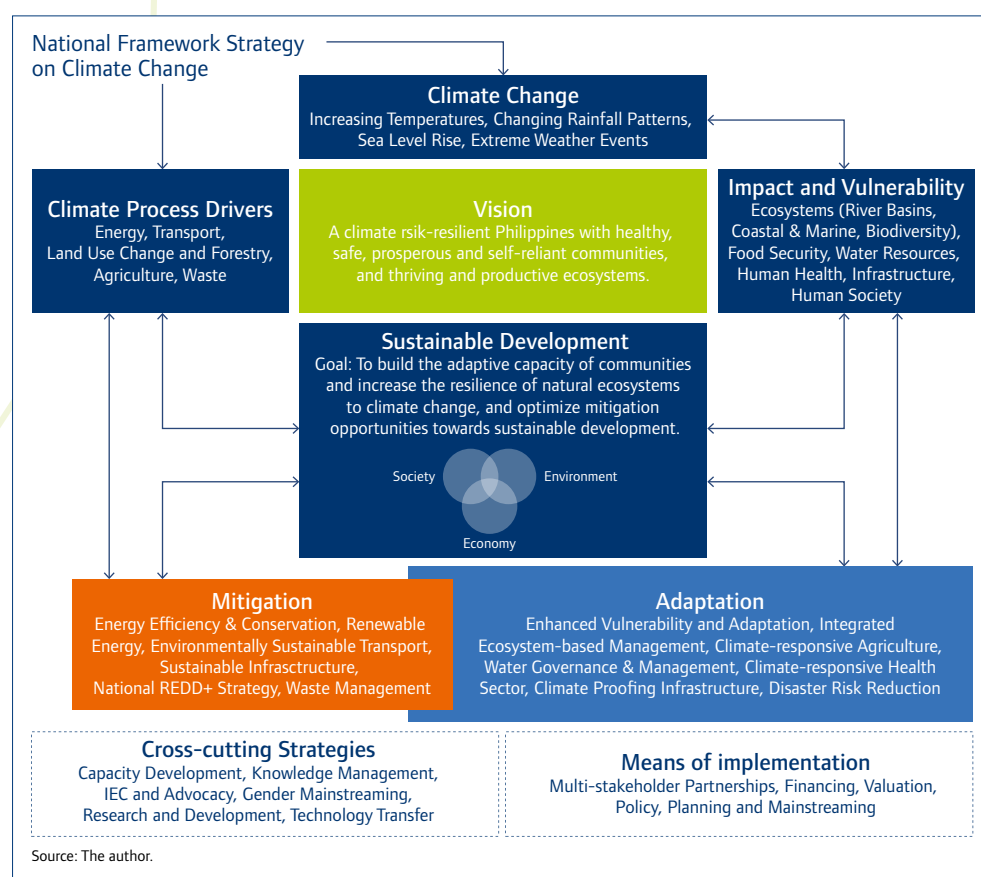 National Framework Strategy
on Climate Change
Climate Change
Increasing Temperatures, Changing Rainfall Patterns,
Sea Level Rise, Extreme Weather Events
Climate Process Drivers
Energy, Transport,
Land Use Change and Forestry,
Agriculture, Waste
Vision
A climate rsik-resilient Philippines with healthy,
safe, prosperous and self-reliant communities,
and thriving and productive ecosystems.
Impact and Vulnerability
Ecosystems (River Basins,
Coastal & Marine, Biodiversity),
Food Security, Water Resources,
Human Health, Infrastructure,
Human Society
Sustainable Development
Goal: To build the adaptive capacity of communities
and increase the resilience of natural ecosystems
to climate change, and optimize mitigation
opportunities towards sustainable development.
Society
Environment
Economy
Mitigation
Energy Efficiency & Conservation, Renewable
Energy, Environmentally Sustainable Transport,
Sustainable Infrasctructure,
National REDD+ Strategy, Waste Management
Adaptation
Enhanced Vulnerability and Adaptation, Integrated
Ecosystem-based Management, Climate-responsive Agriculture,
Water Governance & Management, Climate-responsive Health
Sector, Climate Proofing Infrastructure, Disaster Risk Reduction
Cross-cutting Strategies
Capacity Development, Knowledge Management,
IEC and Advocacy, Gender Mainstreaming,
Research and Development, Technology Transfer
Means of implementation
Multi-stakeholder Partnerships, Financing, Valuation,
Policy, Planning and Mainstreaming
Source: The author.